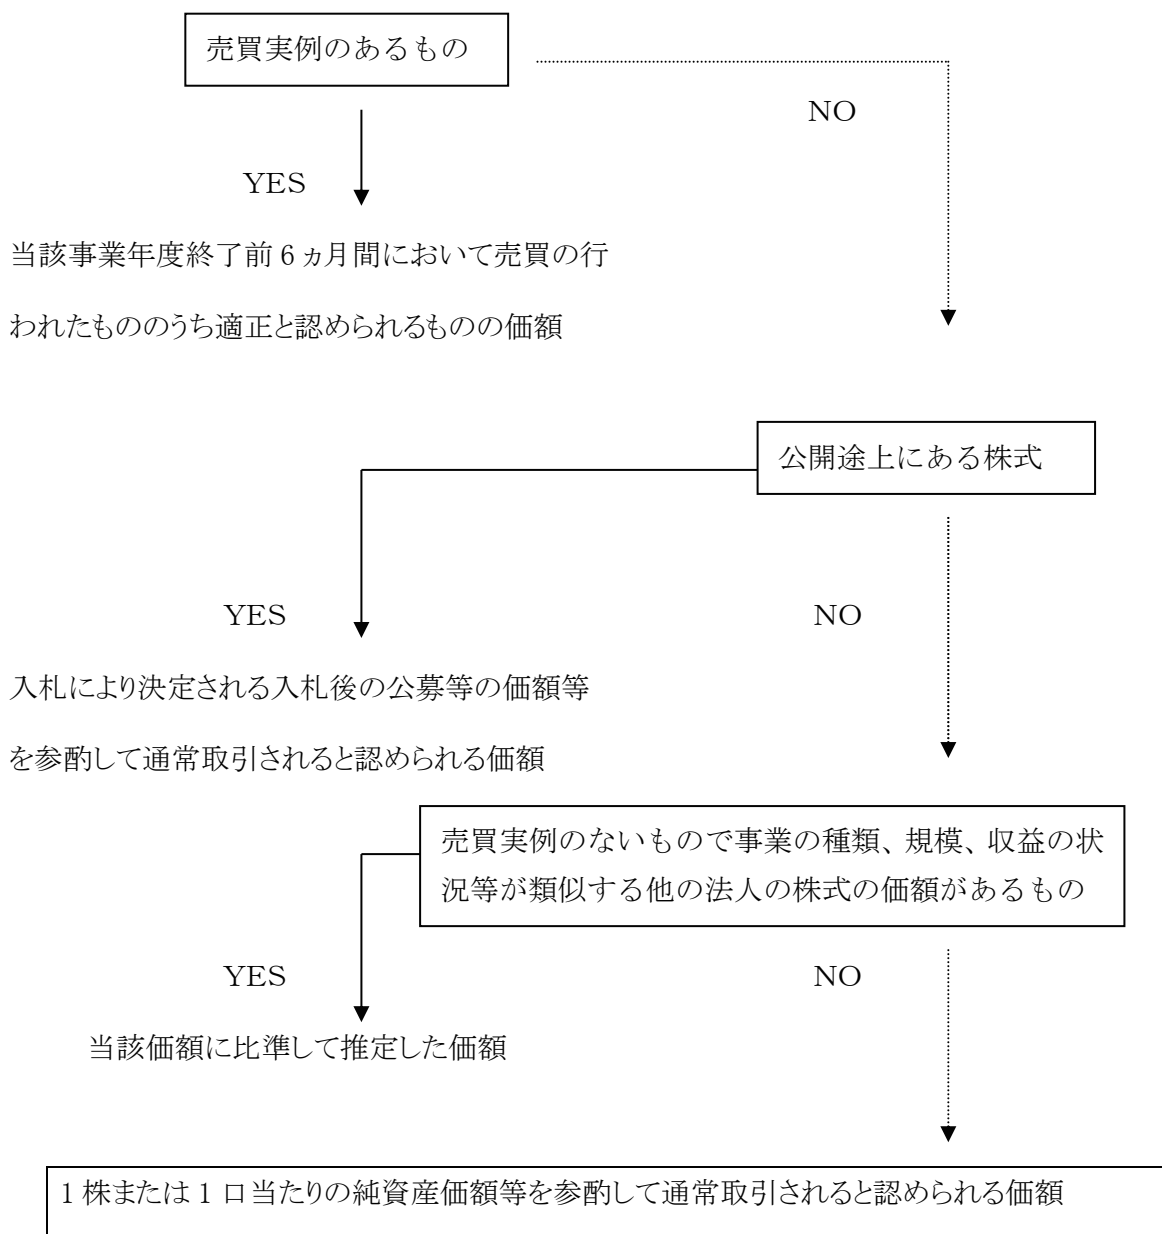 売買実例のあるもの
NO
YES
当該事業年度終了前 6 ヵ月間において売買の行
われたもののうち適正と認められるものの価額
公開途上にある株式
YES
NO
入札により決定される入札後の公募等の価額等
を参酌して通常取引されると認められる価額
売買実例のないもので事業の種類、規模、収益の状
況等が類似する他の法人の株式の価額があるもの
YES
NO
当該価額に比準して推定した価額
1 株または 1 口当たりの純資産価額等を参酌して通常取引されると認められる価額